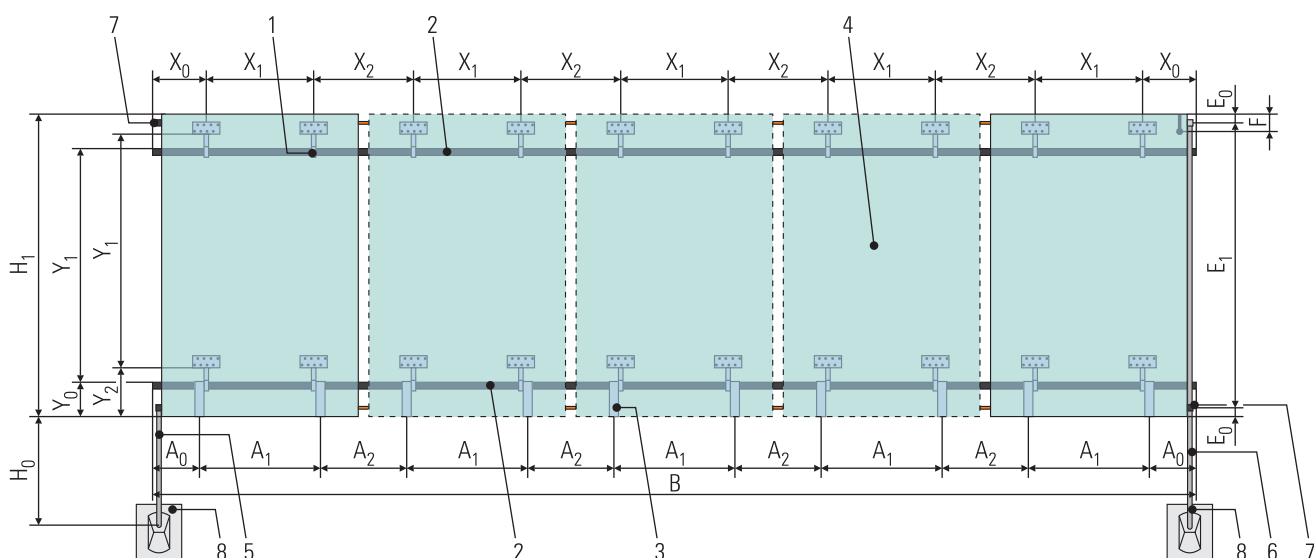 7 1 2 4
X₀ X₁ X₂ X₁ X₂ X₁ X₂ X₁ X₂ X₁ X₀
E₀
F
H₁
Y₁
Y₁
E₁
Y₀
Y₂
E₀
H₀
A₀ A₁ A₂ A₁ A₂ A₁ A₂ A₁ A₂ A₁ A₀
B
8 5 2 3 8 6 7